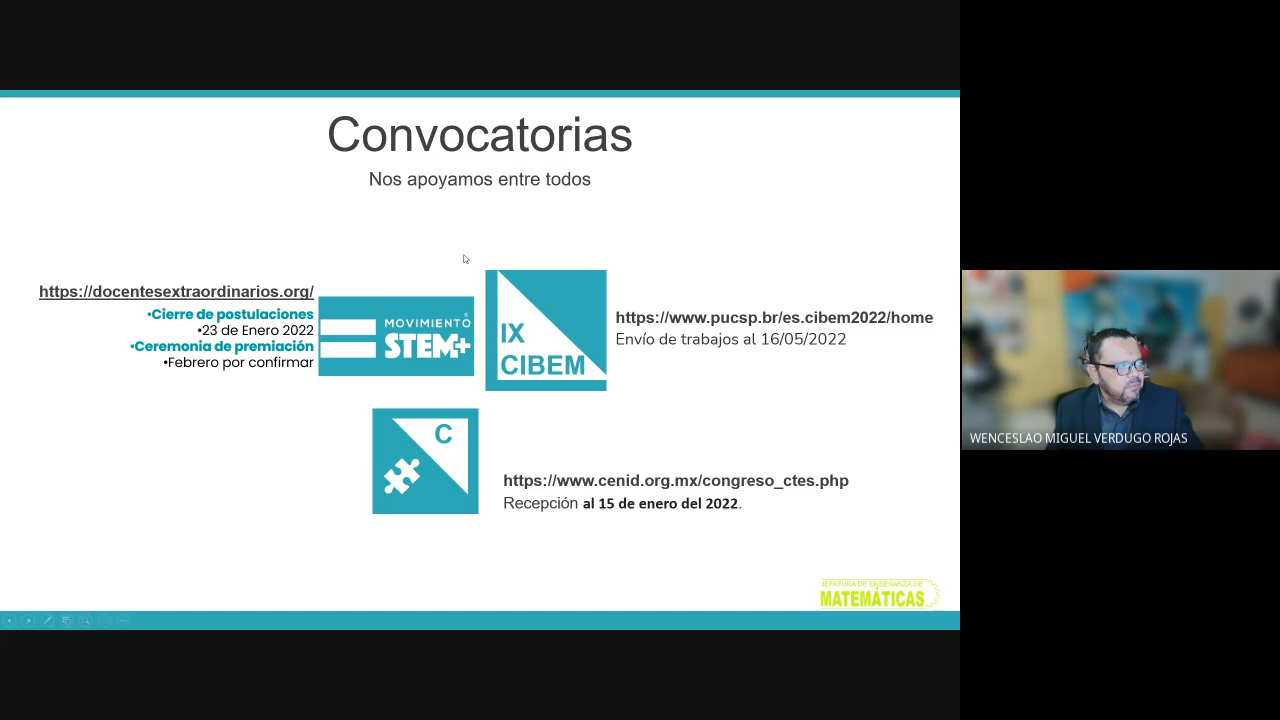 Convocatorias
Nos apoyamos entre todos
https://docentesextraordinarios.org/
•Cierre de postulaciones
•23 de Enero 2022
•Ceremonia de premiación
•Febrero por confirmar
MOVIMIENTO®
STEM+
IX
CIBEM
https://www.pucsp.br/es.cibem2022/home
Envío de trabajos al 16/05/2022
C
https://www.cenid.org.mx/congreso_ctes.php
Recepción al 15 de enero del 2022.
JEFATURA DE ENSEÑANZA DE
MATEMÁTICAS
WENCESLAO MIGUEL VERDUGO ROJAS